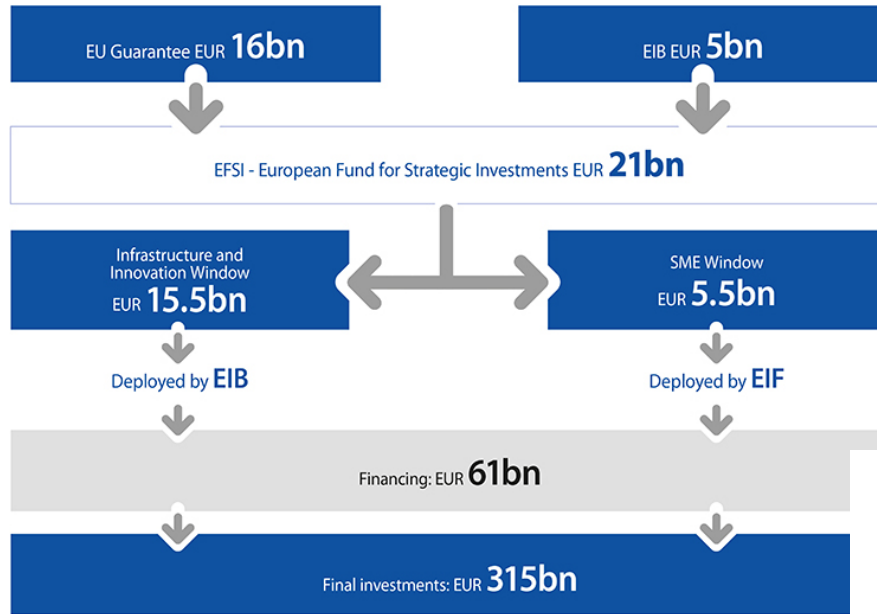 EU Guarantee EUR 16bn
EIB EUR 5bn
EFSI - European Fund for Strategic Investments EUR 21bn
Infrastructure and
Innovation Window
EUR 15.5bn
SME Window
EUR 5.5bn
Deployed by EIB
Deployed by EIF
Financing: EUR 61bn
Final investments: EUR 315bn